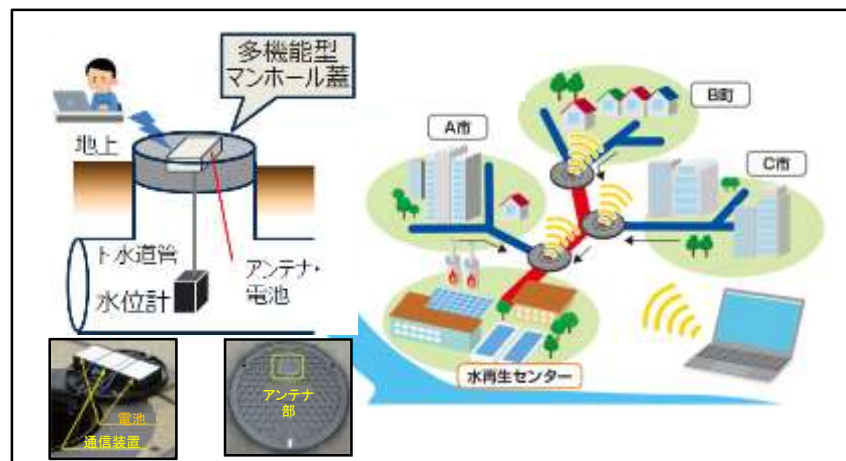 多機能型
マンホール蓋
地上
下水道管
水位計
アンテナ・
電池
電池
通信装置
アンテナ
部
A市
B町
C市
水再生センター